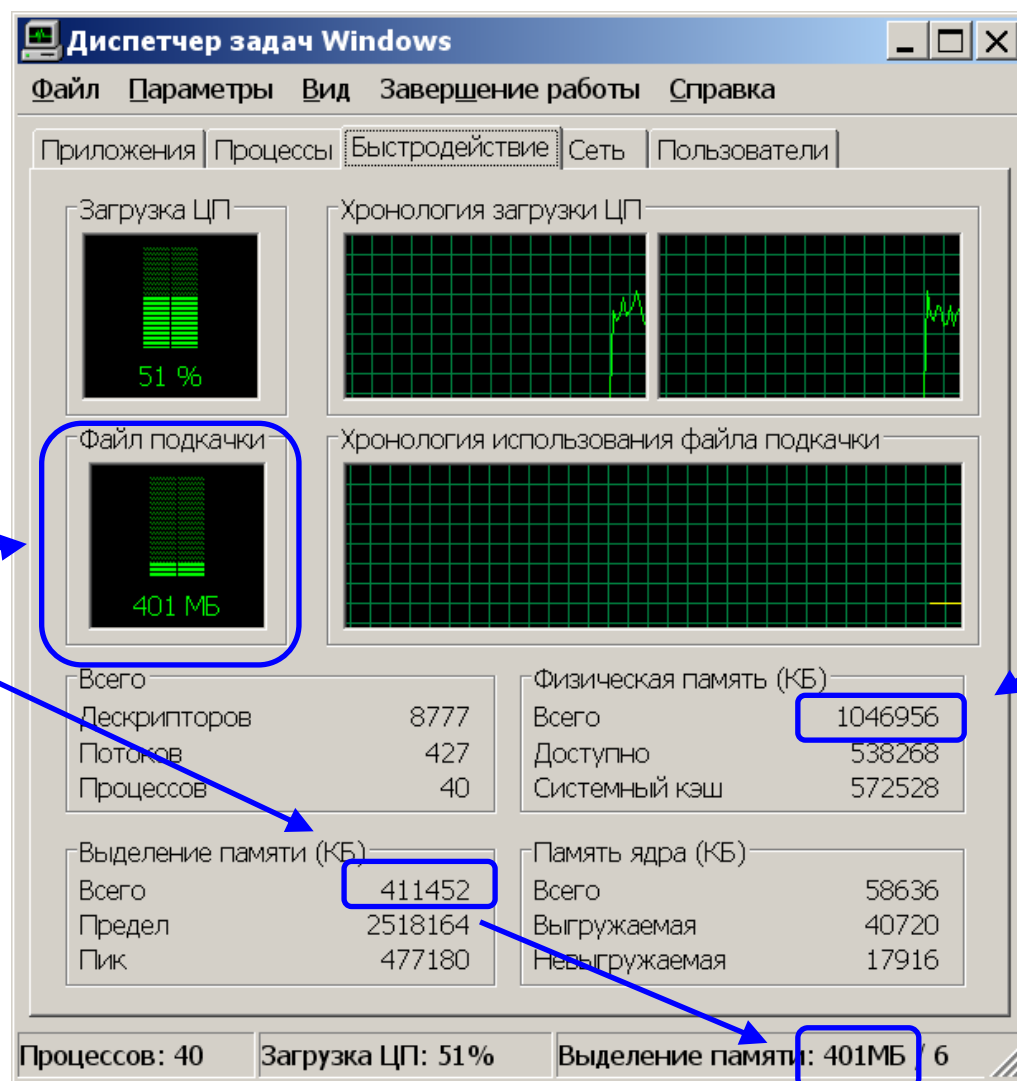 Диспетчер задач Windows
Файл Параметры Вид Завершение работы Справка
Приложения Процессы Быстродействие Сеть Пользователи
Загрузка ЦП
51 %
Хронология загрузки ЦП
Файл подкачки
401 МБ
Хронология использования файла подкачки
Всего
Дескрипторов 8777
Потоков 427
Процессов 40
Физическая память (КБ)
Всего 1046956
Доступно 538268
Системный кэш 572528
Выделение памяти (КБ)
Всего 411452
Предел 2518164
Пик 477180
Память ядра (КБ)
Всего 58636
Выгружаемая 40720
Невыгружаемая 17916
Процессов: 40 Загрузка ЦП: 51% Выделение памяти: 401МБ / 6